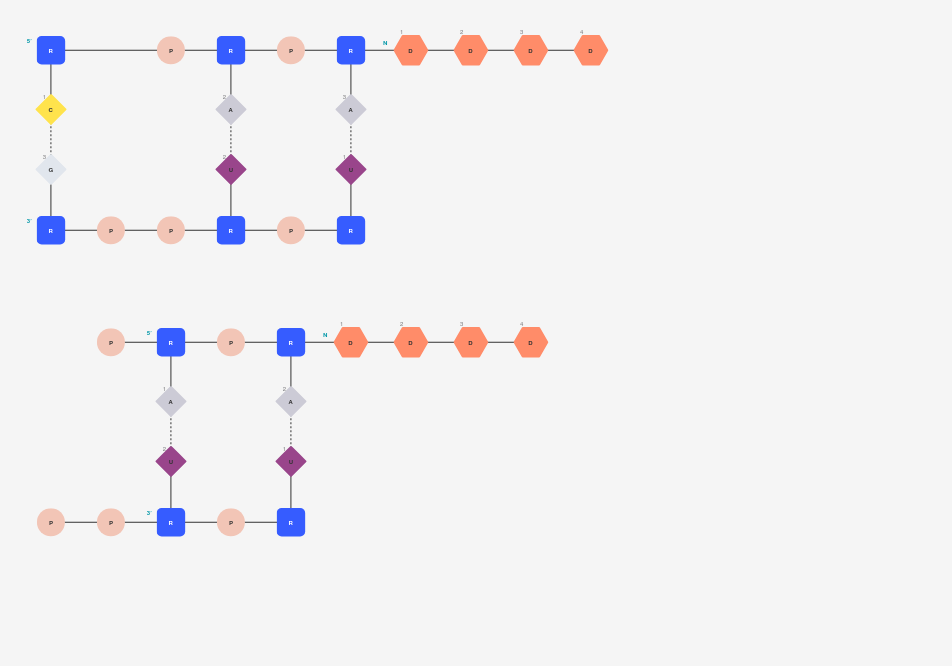 1 2 3 4
5' R P R P R N D D D D
1 2 3
C A A
3 2 1
G U U
3' R P P R P R
1 2 3 4
P 5' R P R N D D D D
1 2
A A
2 1
U U
P P 3' R P R